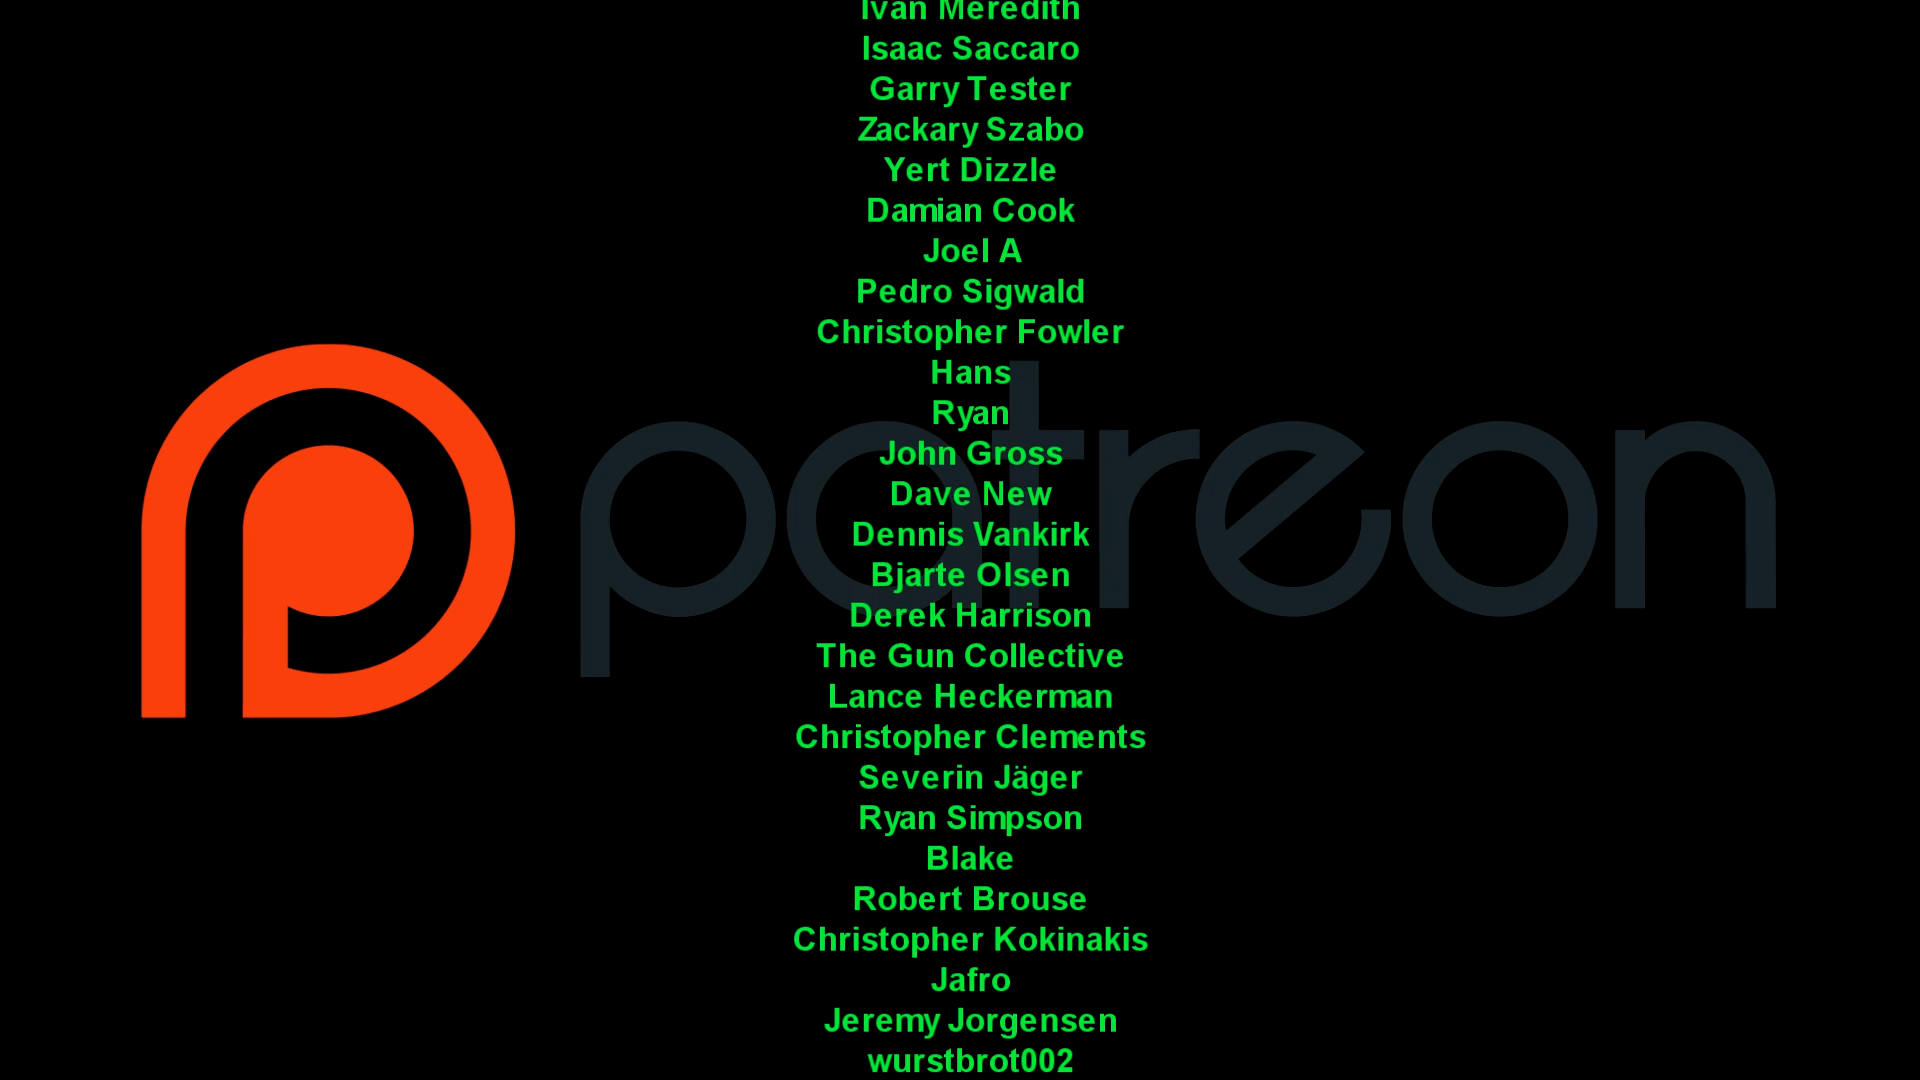 Ivan Meredith
Isaac Saccaro
Garry Tester
Zackary Szabo
Yert Dizzle
Damian Cook
Joel A
Pedro Sigwald
Christopher Fowler
Hans
Ryan
John Gross
Dave New
Dennis Vankirk
Bjarte Olsen
Derek Harrison
The Gun Collective
Lance Heckerman
Christopher Clements
Severin Jäger
Ryan Simpson
Blake
Robert Brouse
Christopher Kokinakis
Jafro
Jeremy Jorgensen
wurstbrot002
patreon